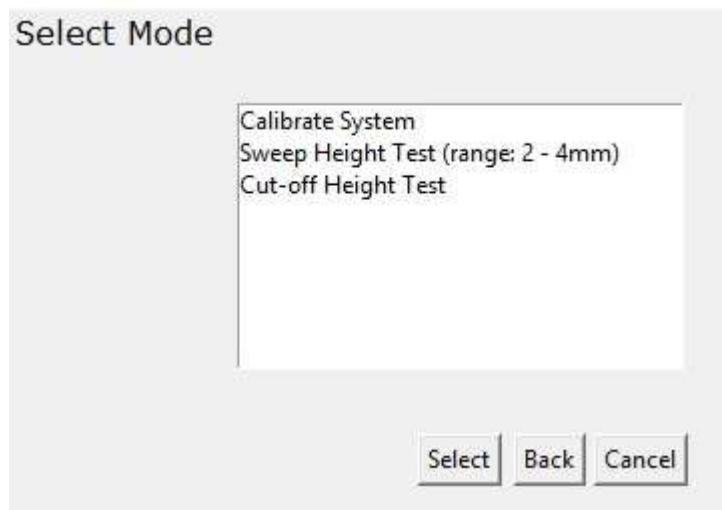 Select Mode
Calibrate System
Sweep Height Test (range: 2 - 4mm)
Cut-off Height Test
Select Back Cancel